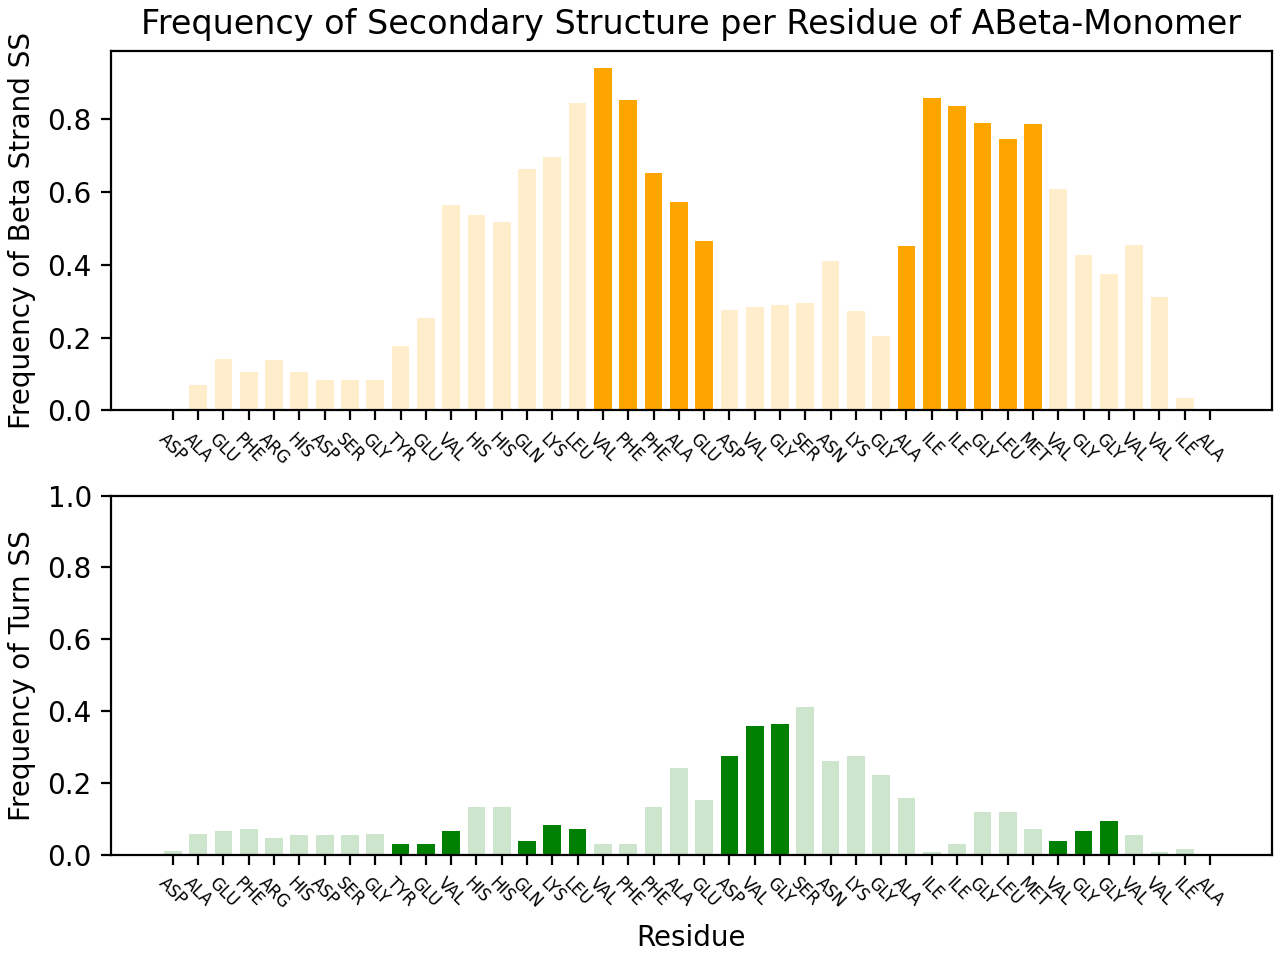 Frequency of Secondary Structure per Residue of ABeta-Monomer
Frequency of Beta Strand SS
0.8
0.6
0.4
0.2
0.0
ASP ALA GLU PHE ARG HIS ASP SER GLY TYR GLU VAL HIS HIS GLN LYS LEU VAL PHE PHE ALA GLU ASP VAL GLY SER ASN LYS GLY ALA ILE ILE GLY LEU MET VAL GLY GLY VAL VAL ILE ALA
Frequency of Turn SS
1.0
0.8
0.6
0.4
0.2
0.0
ASP ALA GLU PHE ARG HIS ASP SER GLY TYR GLU VAL HIS HIS GLN LYS LEU VAL PHE PHE ALA GLU ASP VAL GLY SER ASN LYS GLY ALA ILE ILE GLY LEU MET VAL GLY GLY VAL VAL ILE ALA
Residue